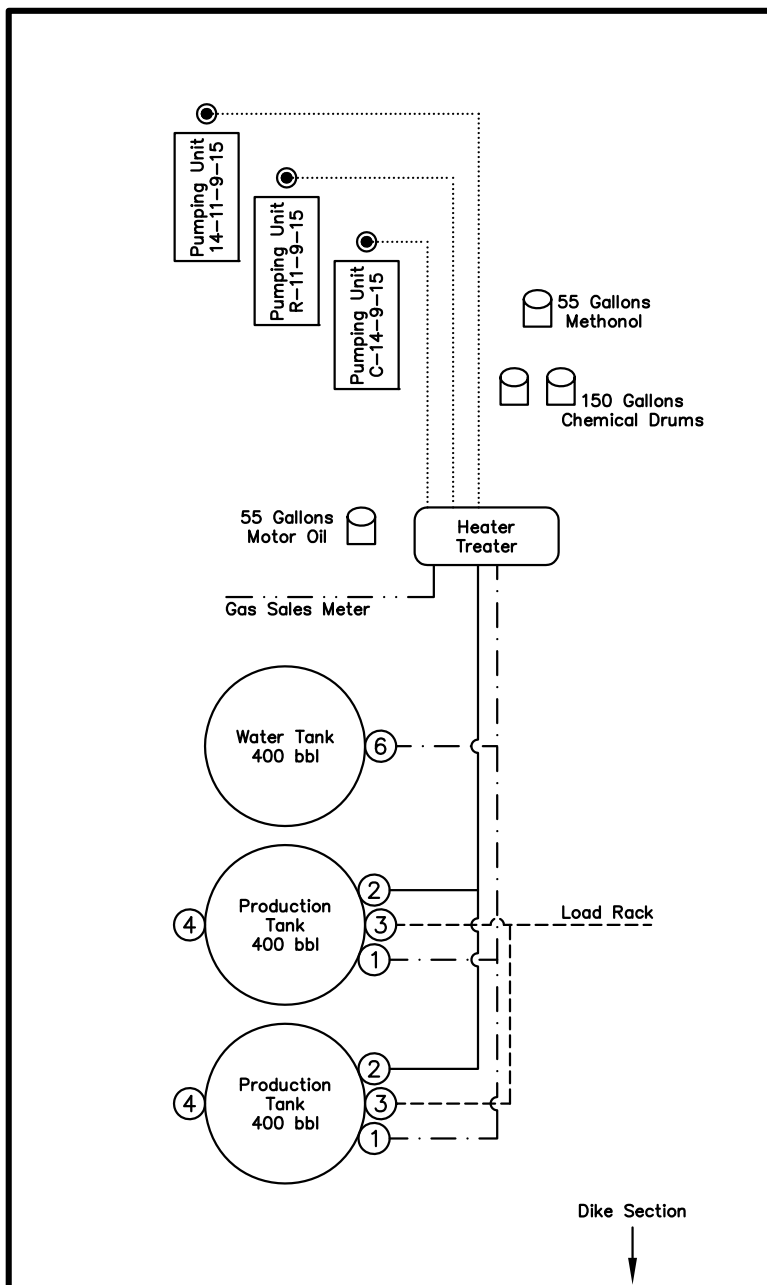 Pumping Unit
14-11-9-15
Pumping Unit
R-11-9-15
Pumping Unit
C-14-9-15
55 Gallons
Methonol
150 Gallons
Chemical Drums
55 Gallons
Motor Oil
Heater
Treater
Gas Sales Meter
Water Tank
400 bbl
6
Production
Tank
400 bbl
4
2
3
1
Load Rack
Production
Tank
400 bbl
4
2
3
1
Dike Section